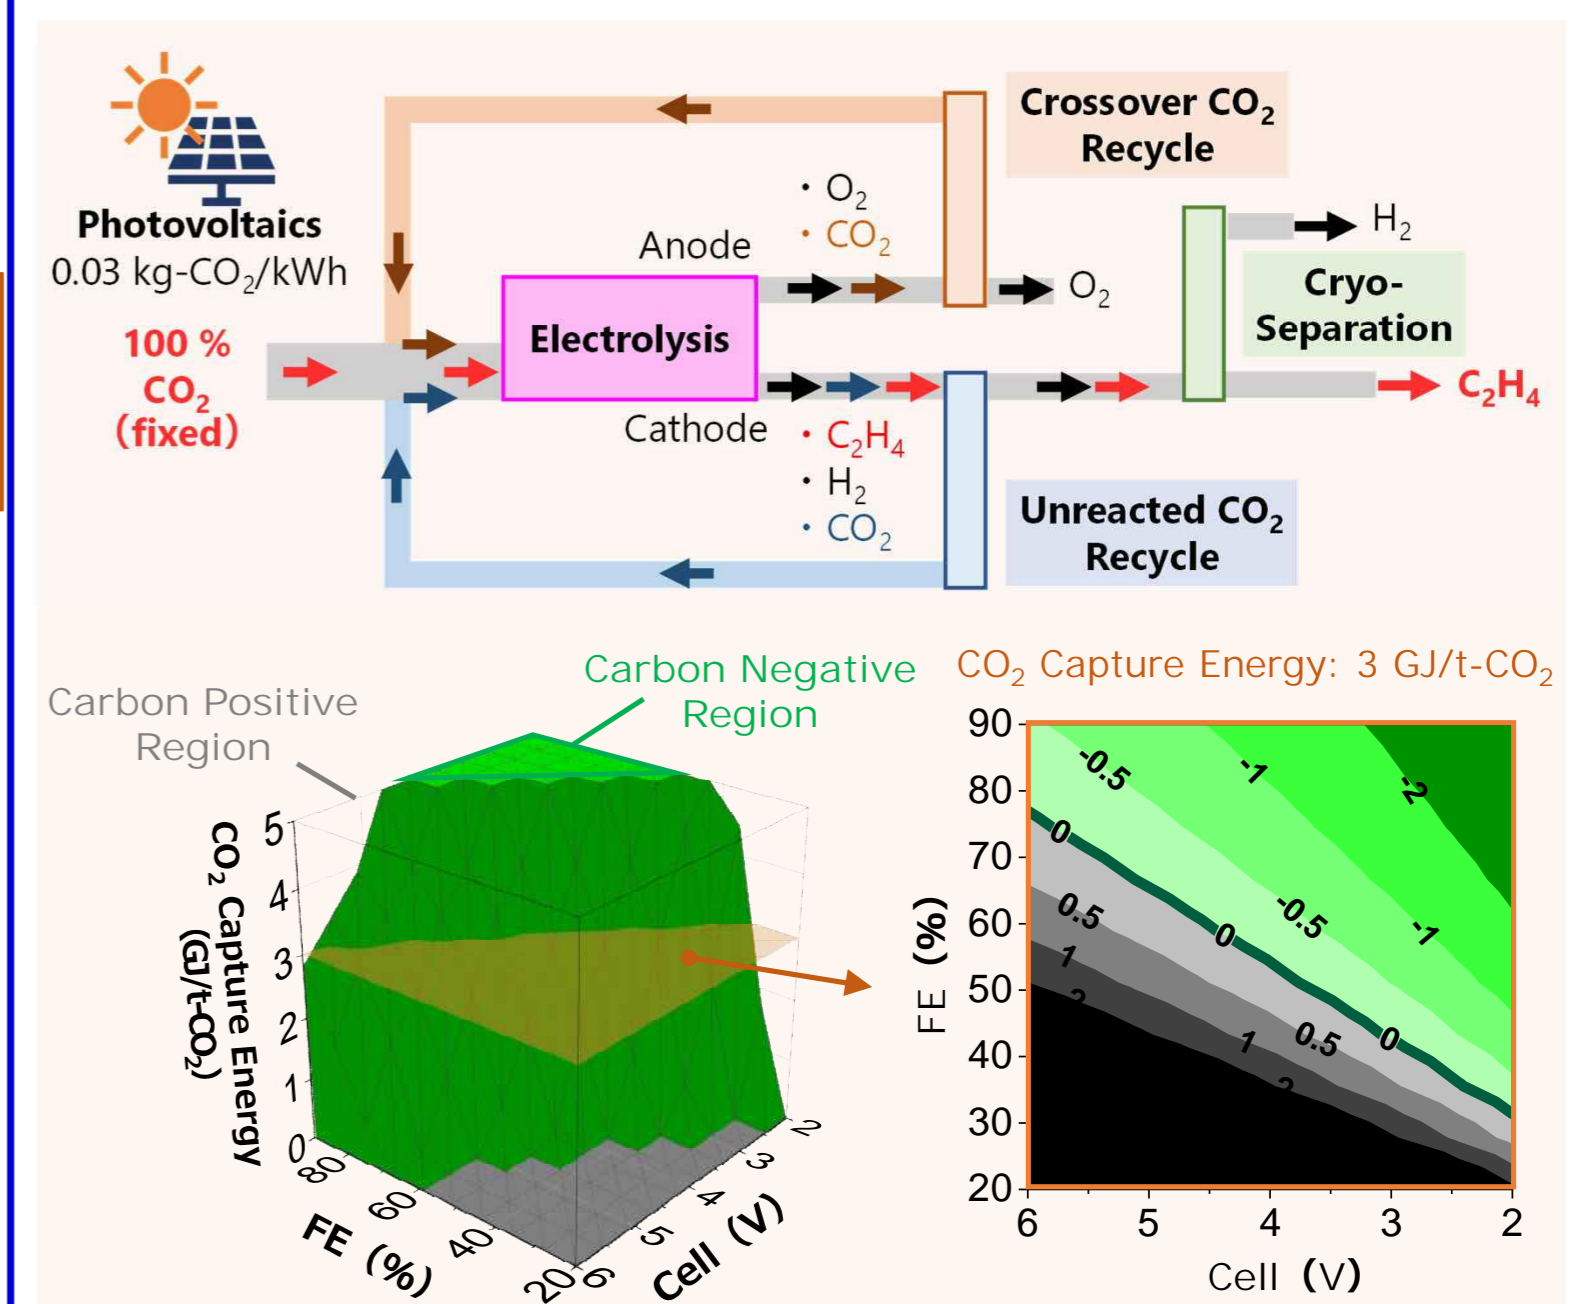 Photovoltaics
0.03 kg-CO₂/kWh
100 %
CO₂
(fixed)
Crossover CO₂
Recycle
・ O₂
・ CO₂
Anode
O₂
H₂
Cryo-
Separation
Electrolysis
C₂H₄
Cathode
・ C₂H₄
・ H₂
・ CO₂
Unreacted CO₂
Recycle
Carbon Positive
Region
Carbon Negative
Region
CO₂ Capture Energy
(GJ/t-CO₂)
5
4
3
2
1
0
80
60
40
20
FE (%)
6
5
4
3
2
Cell (V)
CO₂ Capture Energy: 3 GJ/t-CO₂
FE (%)
90
80
70
60
50
40
30
20
-0.5
-1
-2
0
0.5
1
2
0
-0.5
-1
1
0.5
0
2
6
5
4
3
2
Cell (V)